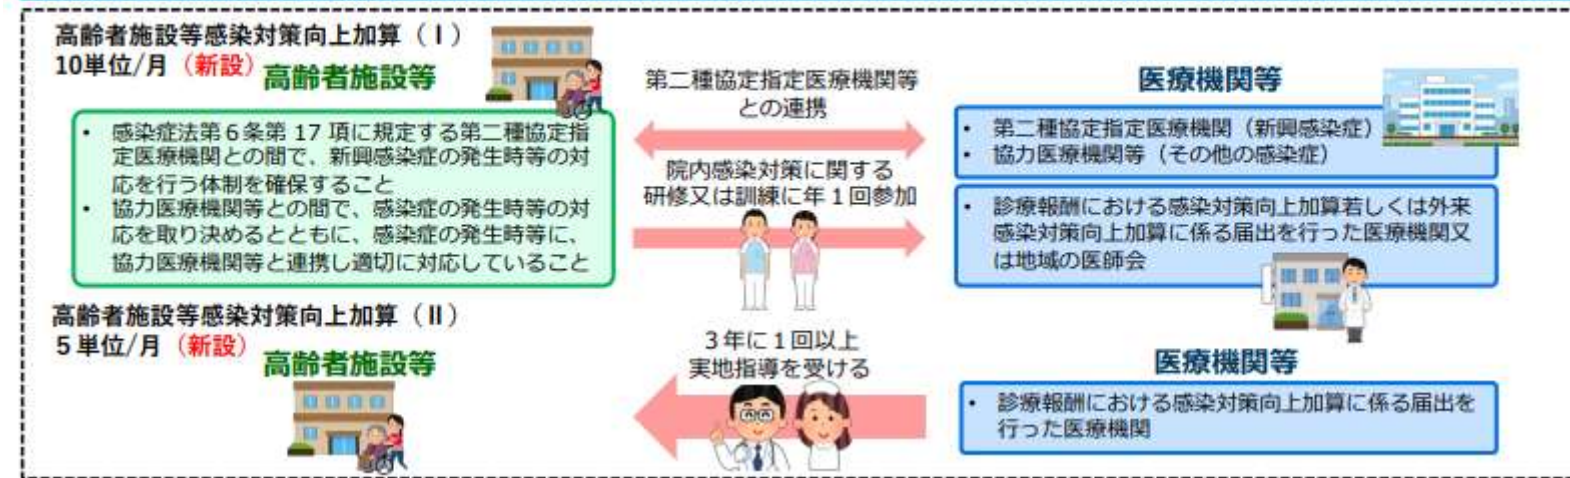 高齢者施設等感染対策向上加算（Ⅰ）
10単位/月（新設）
高齢者施設等
• 感染症法第６条第 17 項に規定する第二種協定指
定医療機関との間で、新興感染症の発生時等の対
応を行う体制を確保すること
• 協力医療機関等との間で、感染症の発生時等の対
応を取り決めるとともに、感染症の発生時等に、
協力医療機関等と連携し適切に対応していること
第二種協定指定医療機関等
との連携
院内感染対策に関する
研修又は訓練に年１回参加
医療機関等
• 第二種協定指定医療機関（新興感染症）
• 協力医療機関等（その他の感染症）
• 診療報酬における感染対策向上加算若しくは外来
感染対策向上加算に係る届出を行った医療機関又
は地域の医師会
高齢者施設等感染対策向上加算（Ⅱ）
５単位/月（新設）
高齢者施設等
３年に１回以上
実地指導を受ける
医療機関等
• 診療報酬における感染対策向上加算に係る届出を
行った医療機関